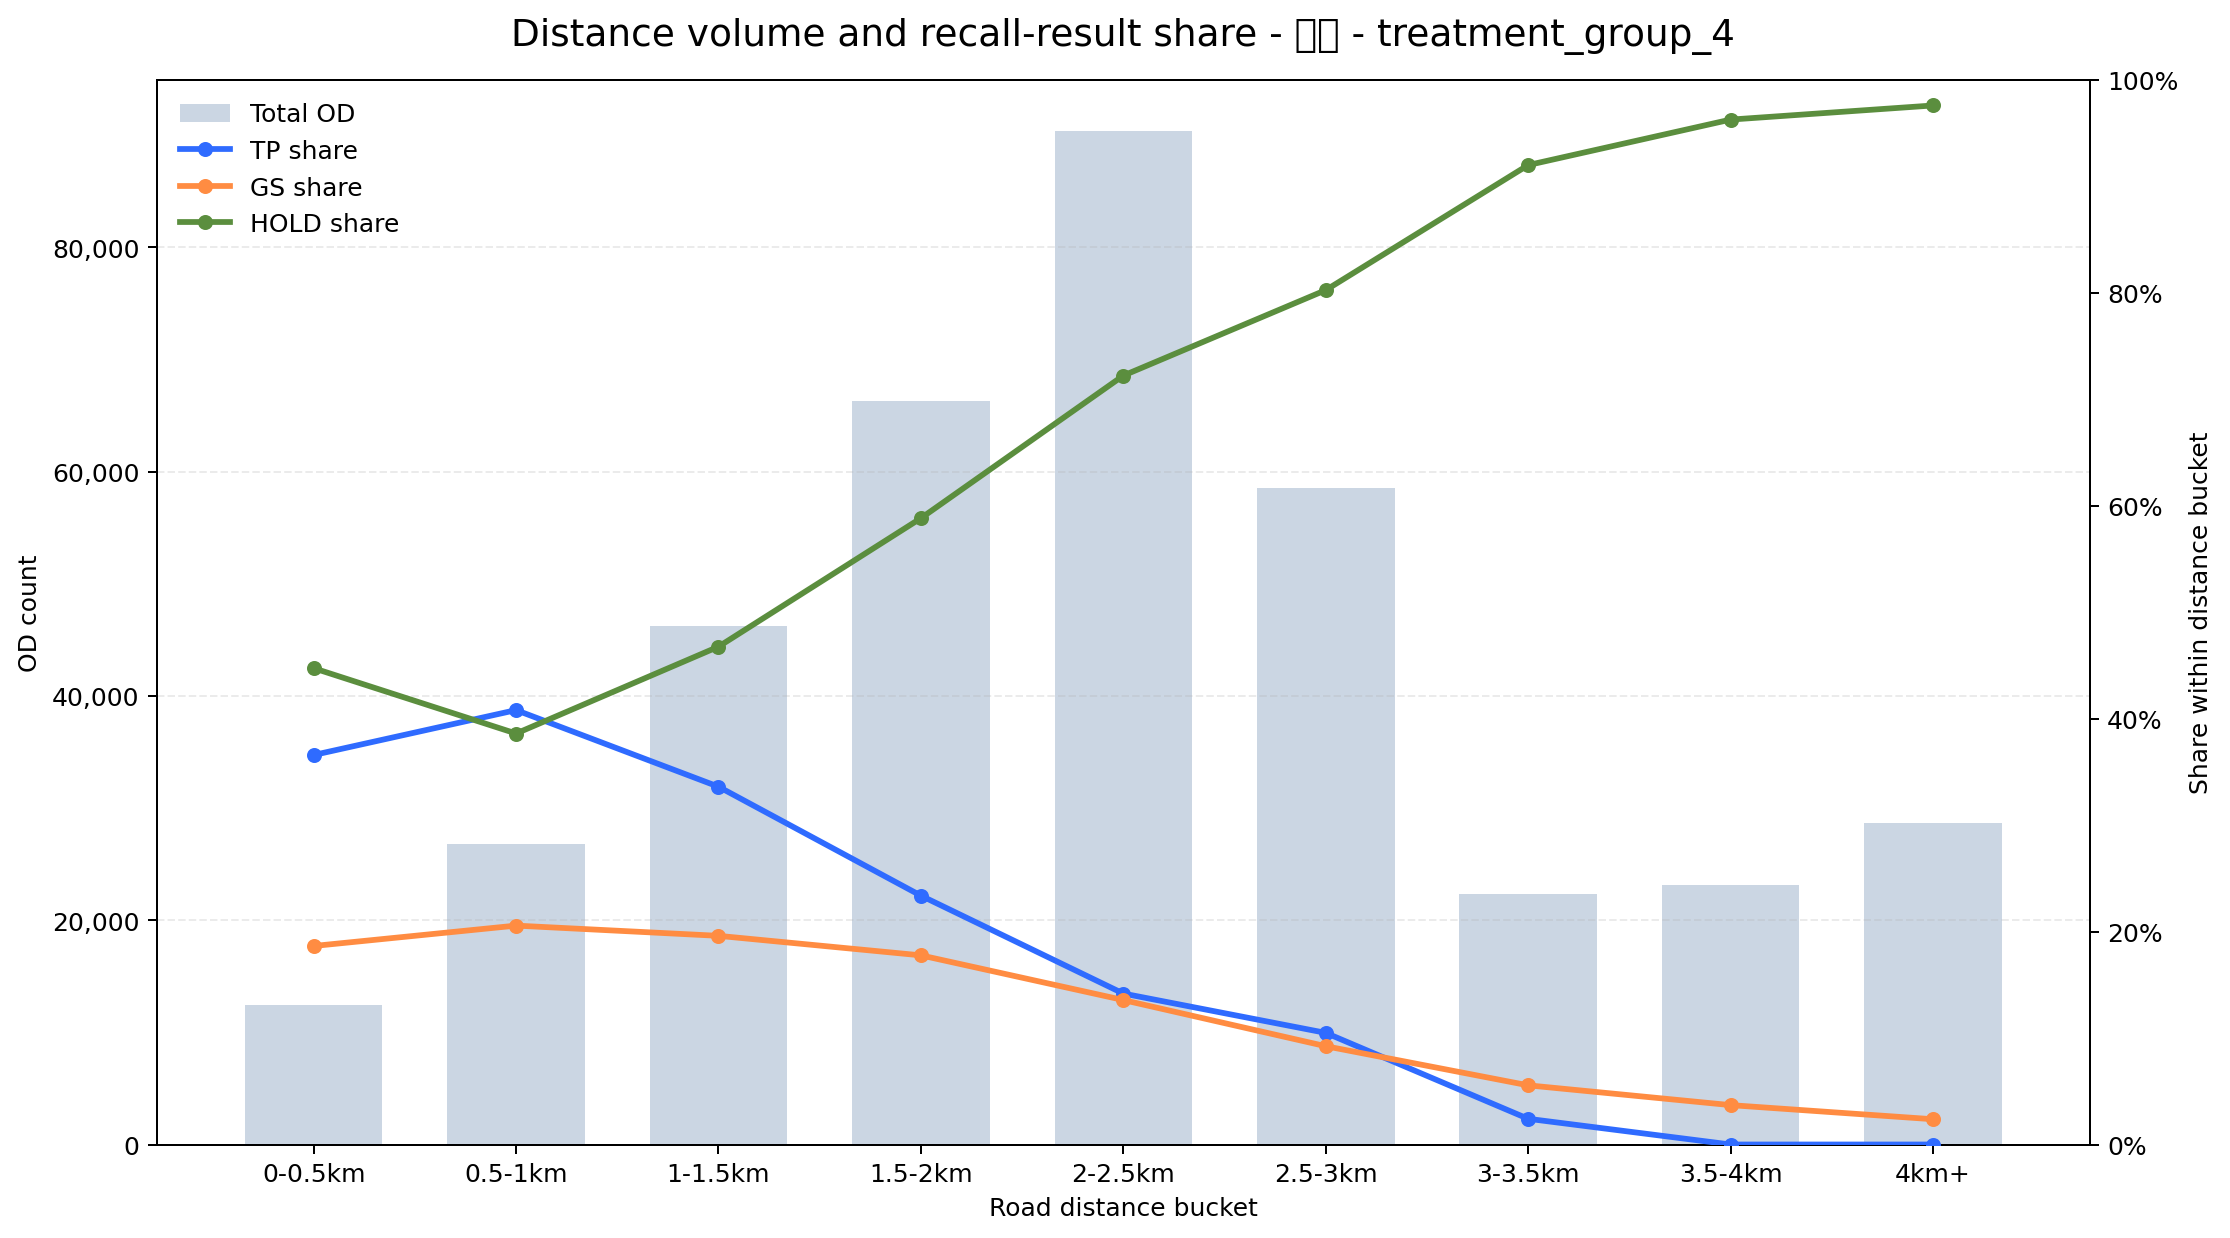 Distance volume and recall-result share - - treatment_group_4
Total OD
TP share
GS share
HOLD share
100%
80%
60%
40%
20%
0%
80,000
60,000
40,000
20,000
0
OD count
Share within distance bucket
0-0.5km
0.5-1km
1-1.5km
1.5-2km
2-2.5km
2.5-3km
3-3.5km
3.5-4km
4km+
Road distance bucket